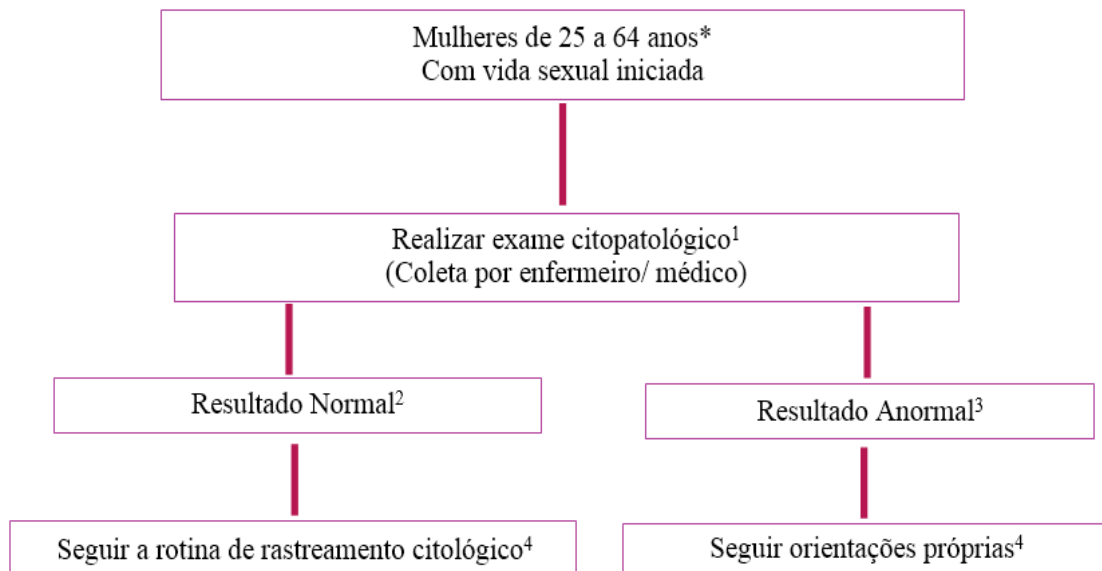 Mulheres de 25 a 64 anos*
Com vida sexual iniciada
Realizar exame citopatológico¹
(Coleta por enfermeiro/ médico)
Resultado Normal²
Resultado Anormal³
Seguir a rotina de rastreamento citológico⁴
Seguir orientações próprias⁴